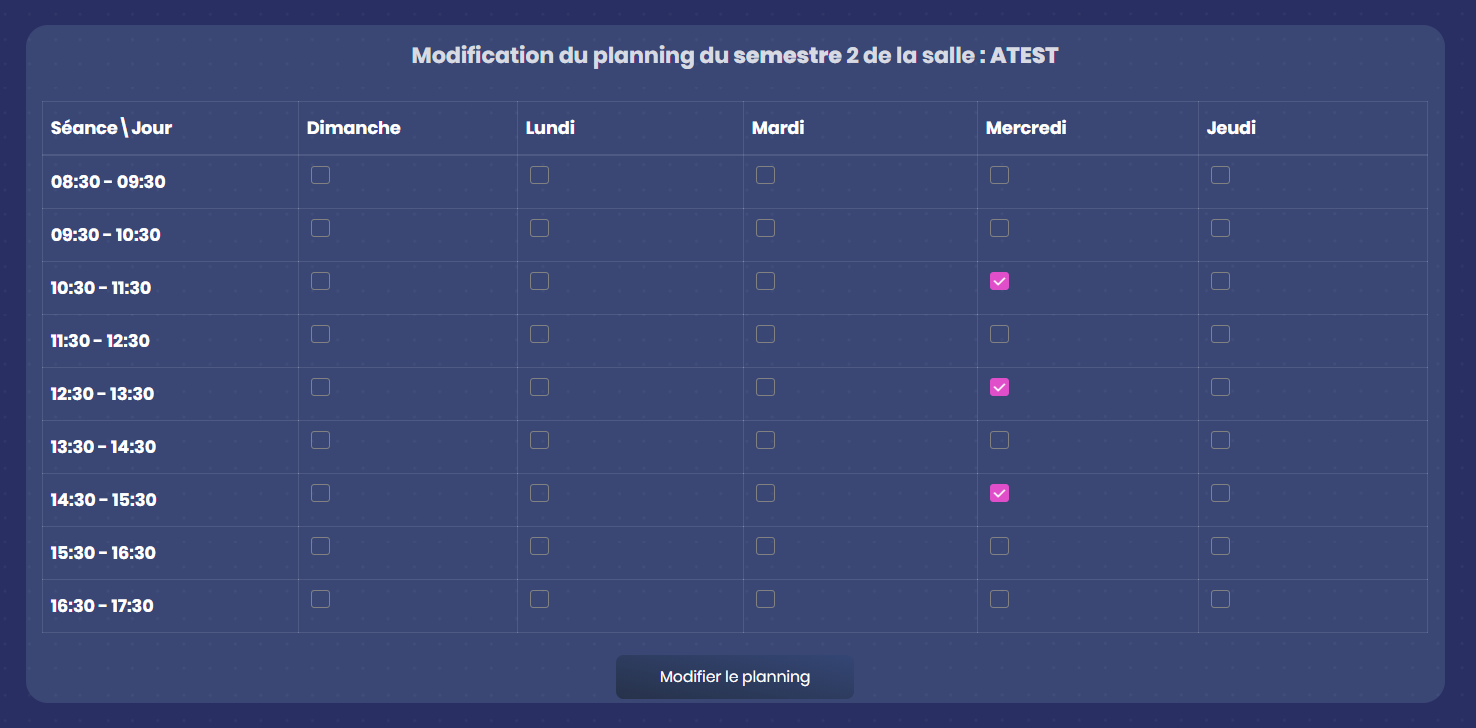 Modification du planning du semestre 2 de la salle : ATEST
Séance\Jour Dimanche Lundi Mardi Mercredi Jeudi
08:30 - 09:30
09:30 - 10:30
10:30 - 11:30
11:30 - 12:30
12:30 - 13:30
13:30 - 14:30
14:30 - 15:30
15:30 - 16:30
16:30 - 17:30
Modifier le planning